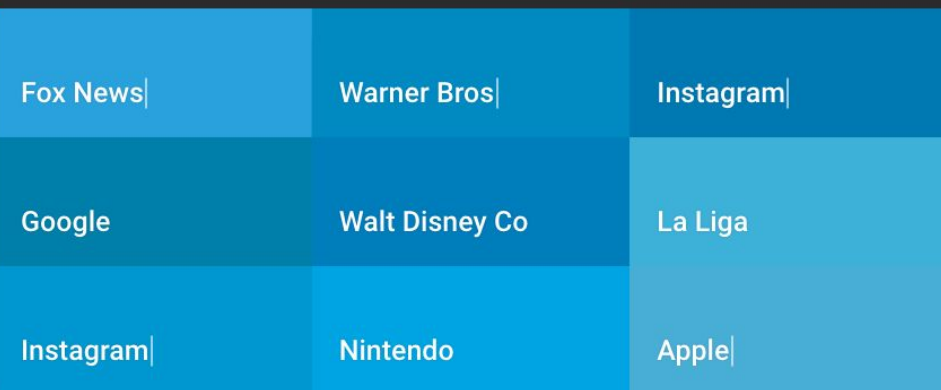 Fox News
Warner Bros
Instagram
Google
Walt Disney Co
La Liga
Instagram
Nintendo
Apple